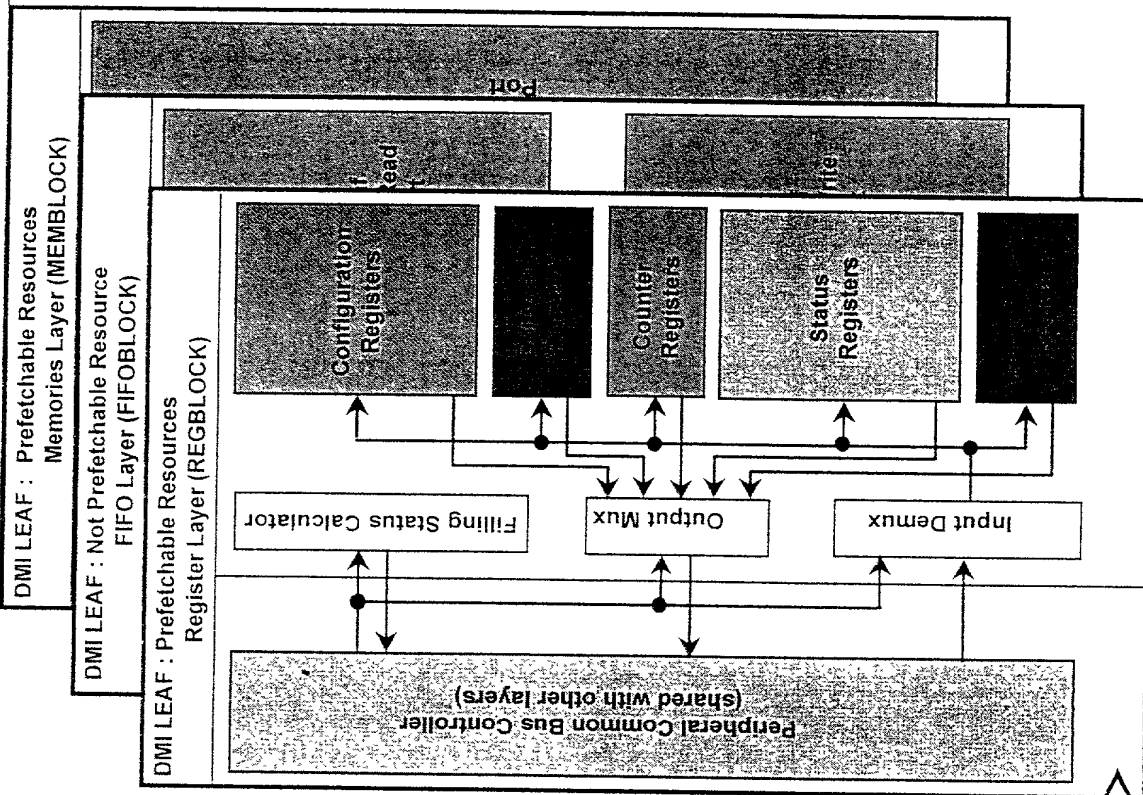 DMI LEAF : Prefetchable Resources
Memories Layer (MEMBLOCK)
Port
DMI LEAF : Not Prefetchable Resource
FIFO Layer (FIFOBLOCK)
DMI LEAF : Prefetchable Resources
Register Layer (REGBLOCK)
Configuration
Registers
Counter
Registers
Status
Registers
Filling Status Calculator
Output Mux
Input Demux
Peripheral Common Bus Controller
(shared with other layers)